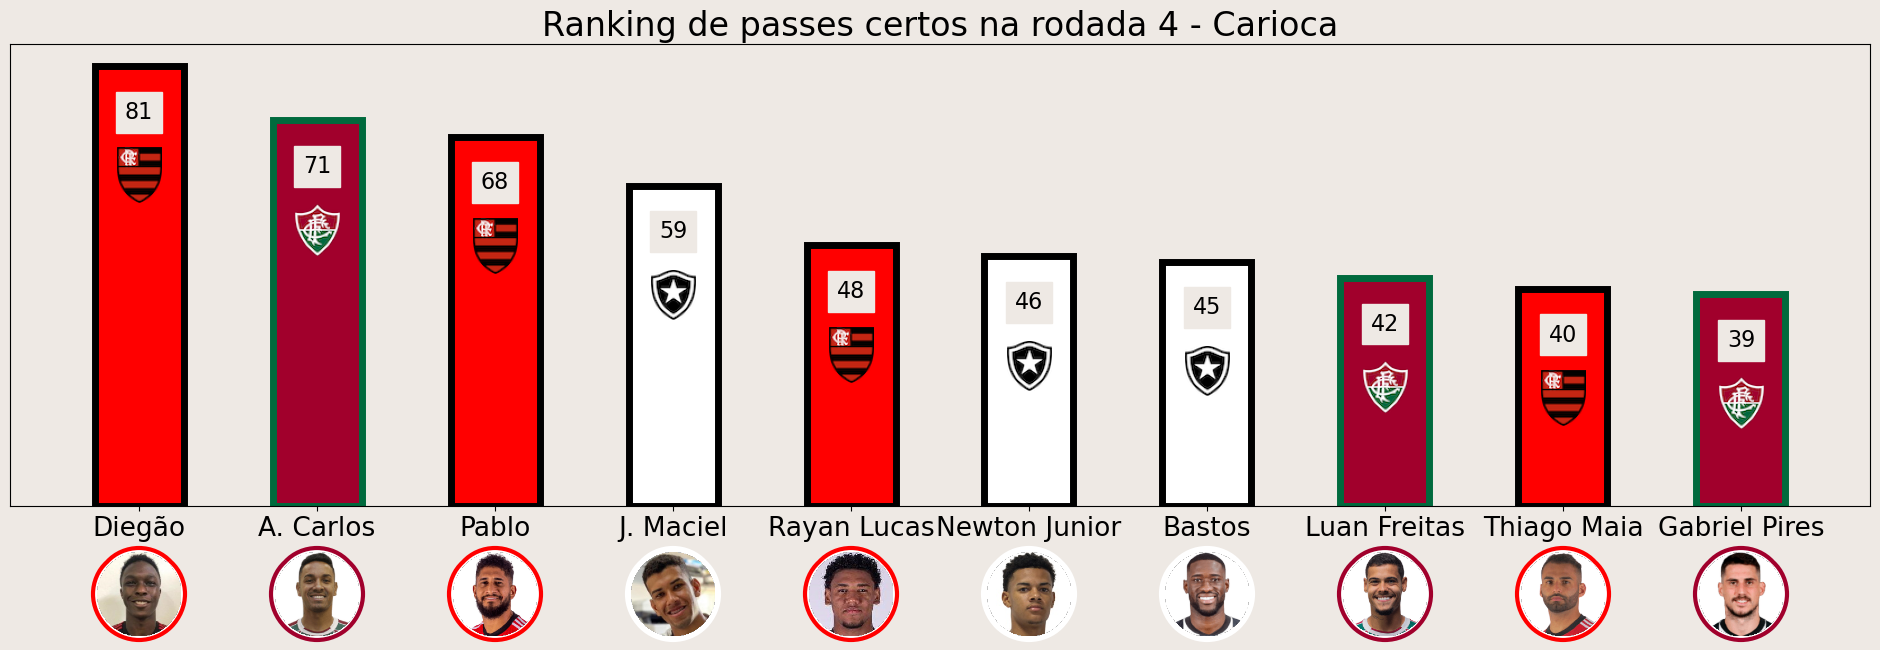 Ranking de passes certos na rodada 4 - Carioca
81
71
68
59
48
46
45
42
40
39
Diegão
A. Carlos
Pablo
J. Maciel
Rayan Lucas
Newton Junior
Bastos
Luan Freitas
Thiago Maia
Gabriel Pires